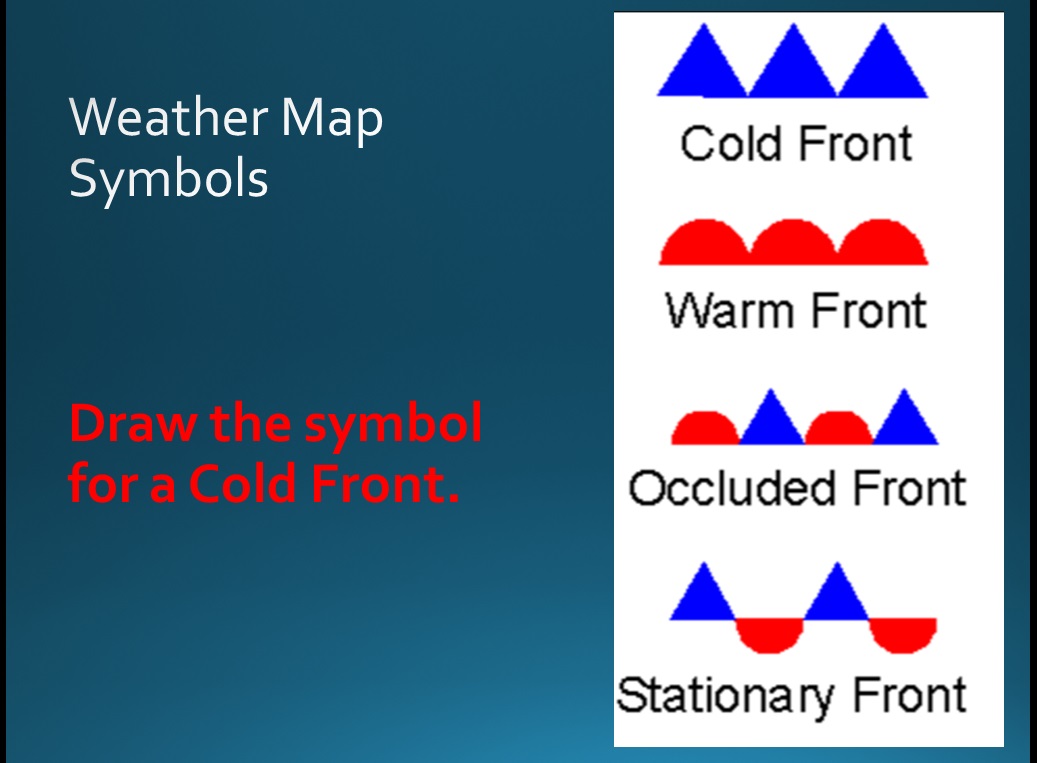 Weather Map
Symbols
Draw the symbol
for a Cold Front.
Cold Front
Warm Front
Occluded Front
Stationary Front